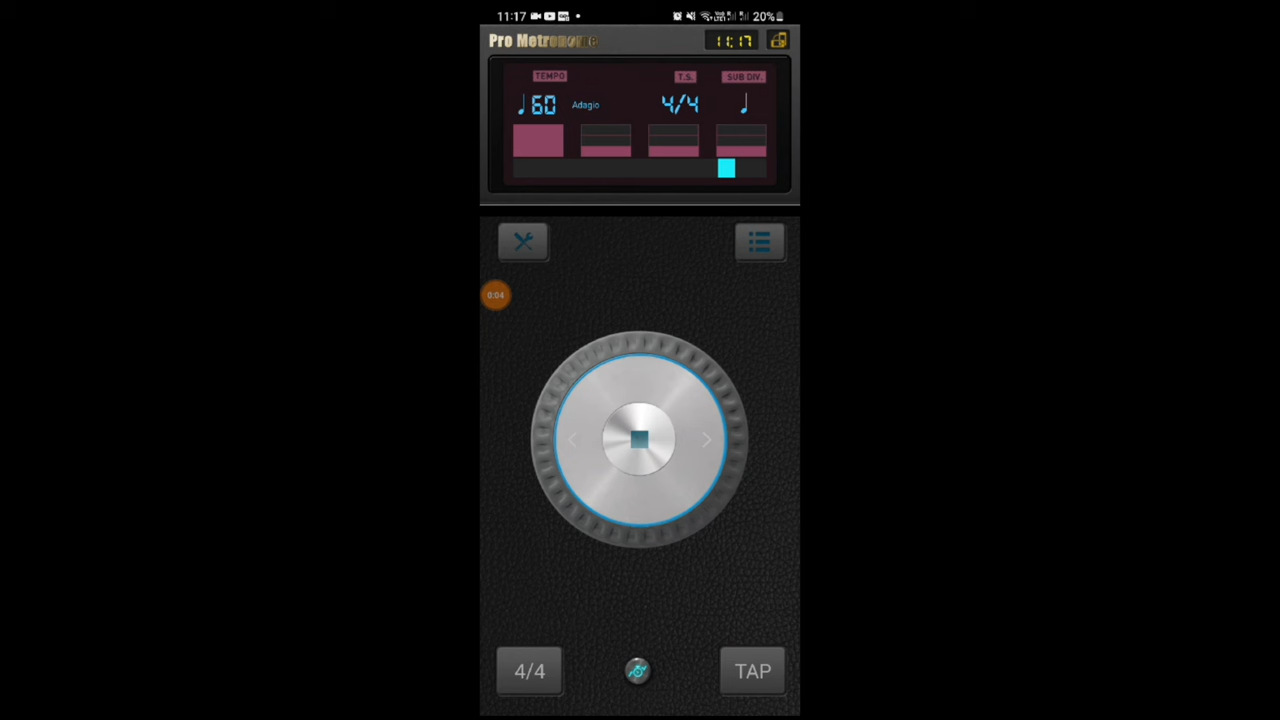 11:17 20%
Pro Metronome 11:17
TEMPO T.S. SUB DIV.
60 Adagio 4/4
0:04
4/4 TAP